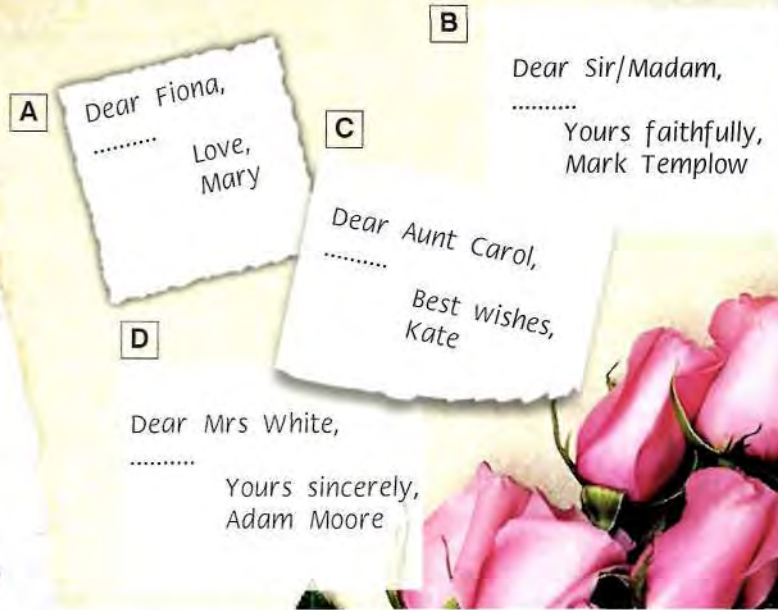 A
Dear Fiona,
..........
Love,
Mary
B
Dear Sir/Madam,
..........
Yours faithfully,
Mark Templow
C
Dear Aunt Carol,
..........
Best wishes,
Kate
D
Dear Mrs White,
..........
Yours sincerely,
Adam Moore